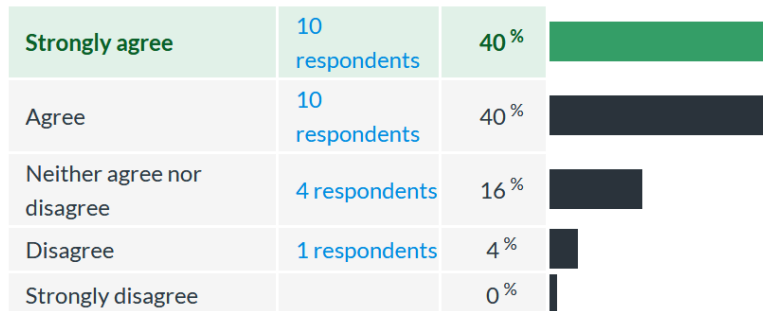 Strongly agree
10
respondents
40 %
Agree
10
respondents
40 %
Neither agree nor
disagree
4 respondents
16 %
Disagree
1 respondents
4 %
Strongly disagree
0 %